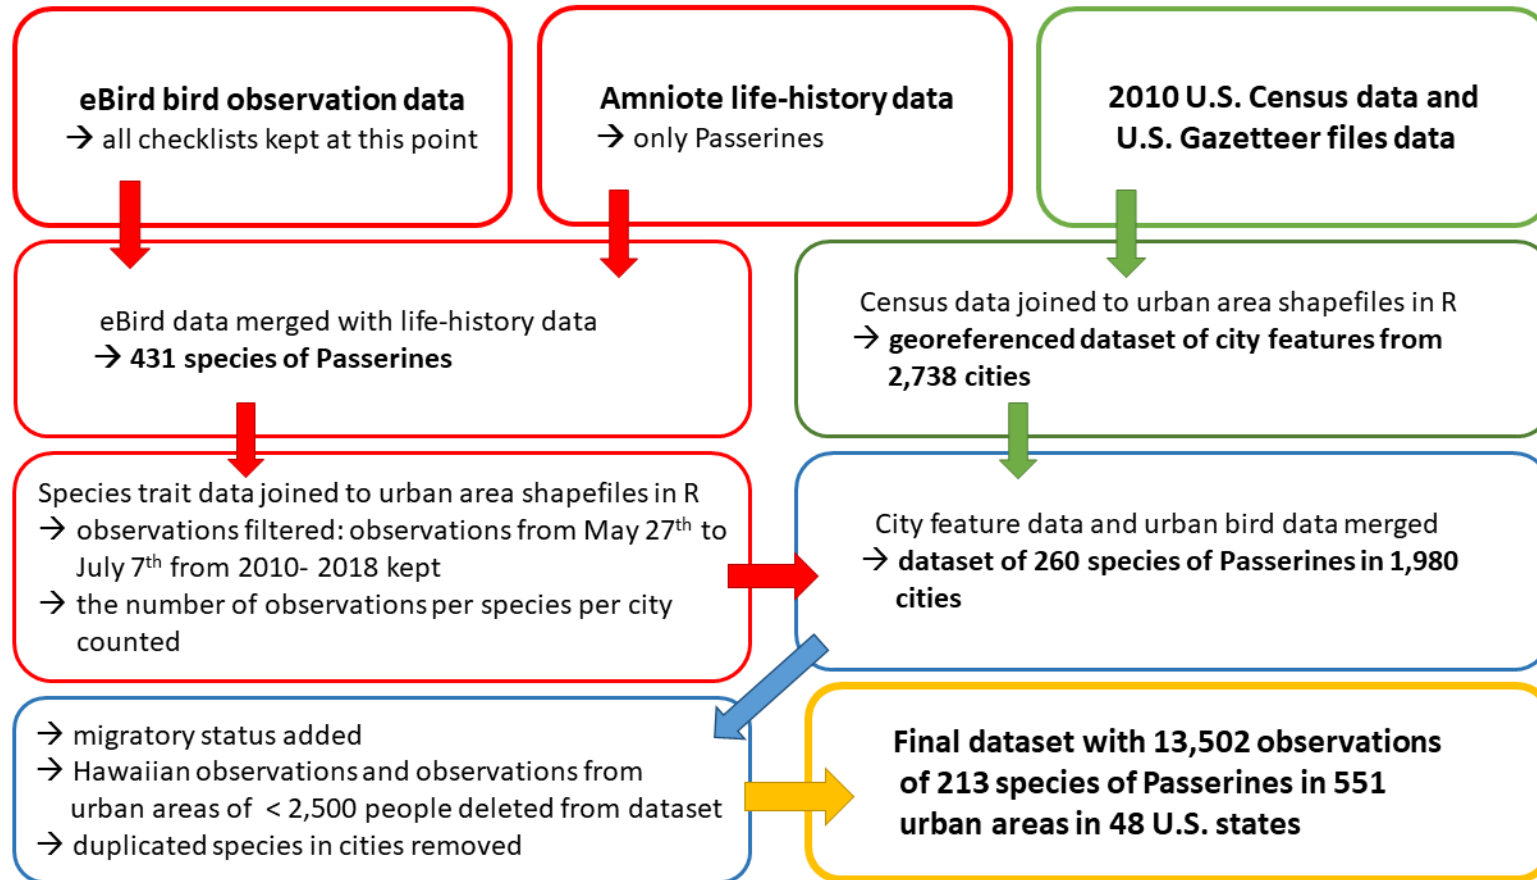 eBird bird observation data
→ all checklists kept at this point
Amniote life-history data
→ only Passerines
2010 U.S. Census data and
U.S. Gazetteer files data
eBird data merged with life-history data
→ 431 species of Passerines
Census data joined to urban area shapefiles in R
→ georeferenced dataset of city features from
2,738 cities
Species trait data joined to urban area shapefiles in R
→ observations filtered: observations from May 27th to
July 7th from 2010- 2018 kept
→ the number of observations per species per city
counted
City feature data and urban bird data merged
→ dataset of 260 species of Passerines in 1,980
cities
→ migratory status added
→ Hawaiian observations and observations from
urban areas of < 2,500 people deleted from dataset
→ duplicated species in cities removed
Final dataset with 13,502 observations
of 213 species of Passerines in 551
urban areas in 48 U.S. states